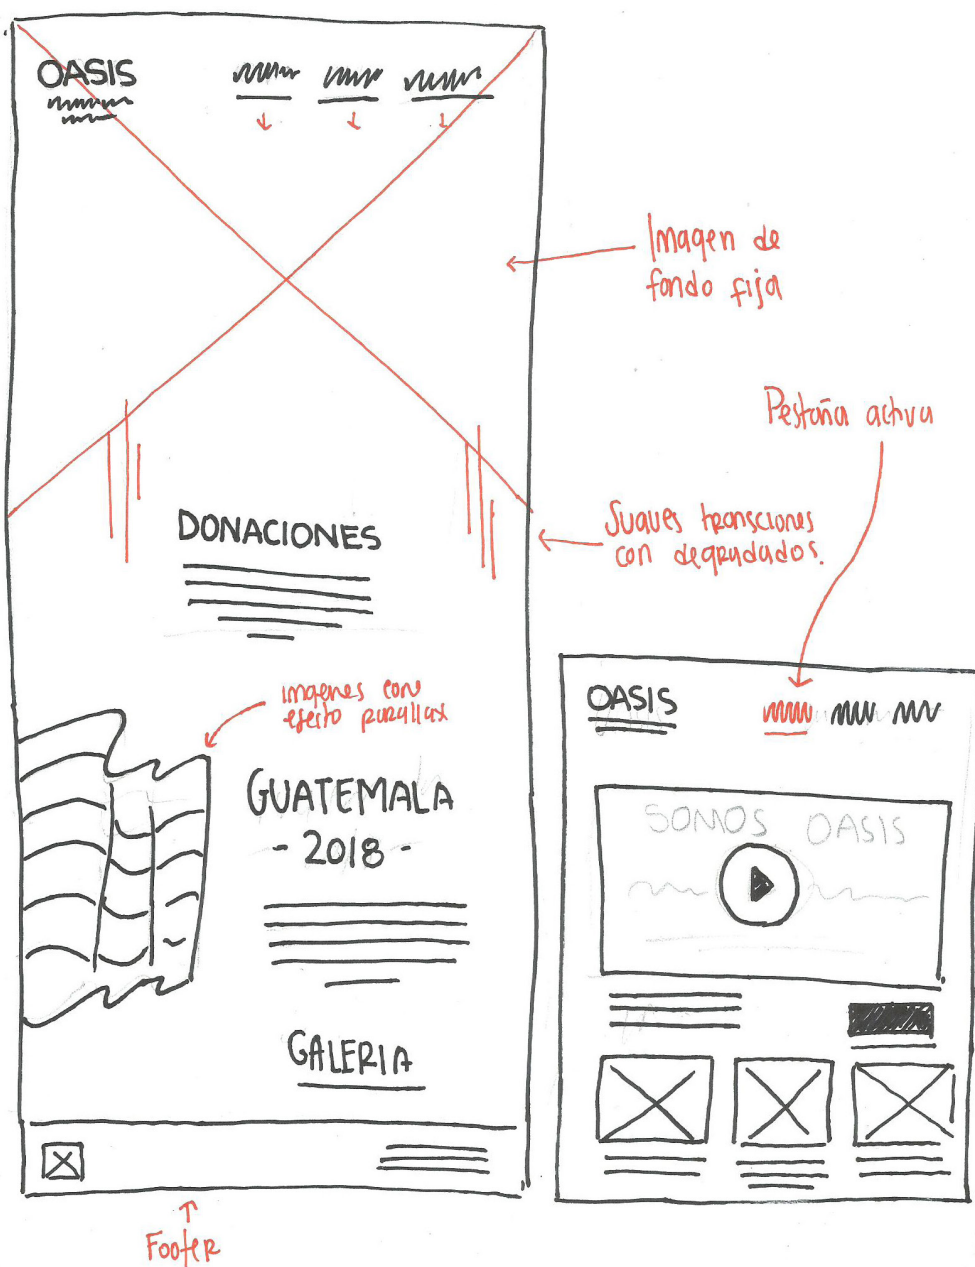 OASIS
Imagen de
fondo fija
Pestaña activa
DONACIONES
Suaves transciones
con degradados.
imagenes con
efecto parallax
GUATEMALA
- 2018 -
GALERIA
Footer
OASIS
SOMOS OASIS